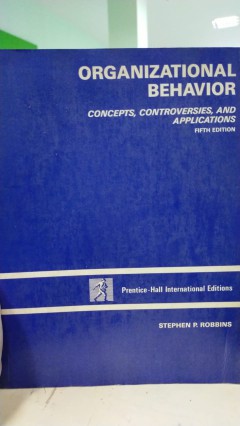 ORGANIZATIONAL
BEHAVIOR
CONCEPTS, CONTROVERSIES, AND
APPLICATIONS
FIFTH EDITION
Prentice-Hall International Editions
STEPHEN P. ROBBINS